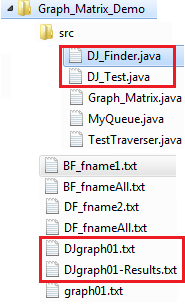 Graph_Matrix_Demo
src
DJ_Finder.java
DJ_Test.java
Graph_Matrix.java
MyQueue.java
TestTraverser.java
BF_fname1.txt
BF_fnameAll.txt
DF_fname2.txt
DF_fnameAll.txt
DJgraph01.txt
DJgraph01-Results.txt
graph01.txt